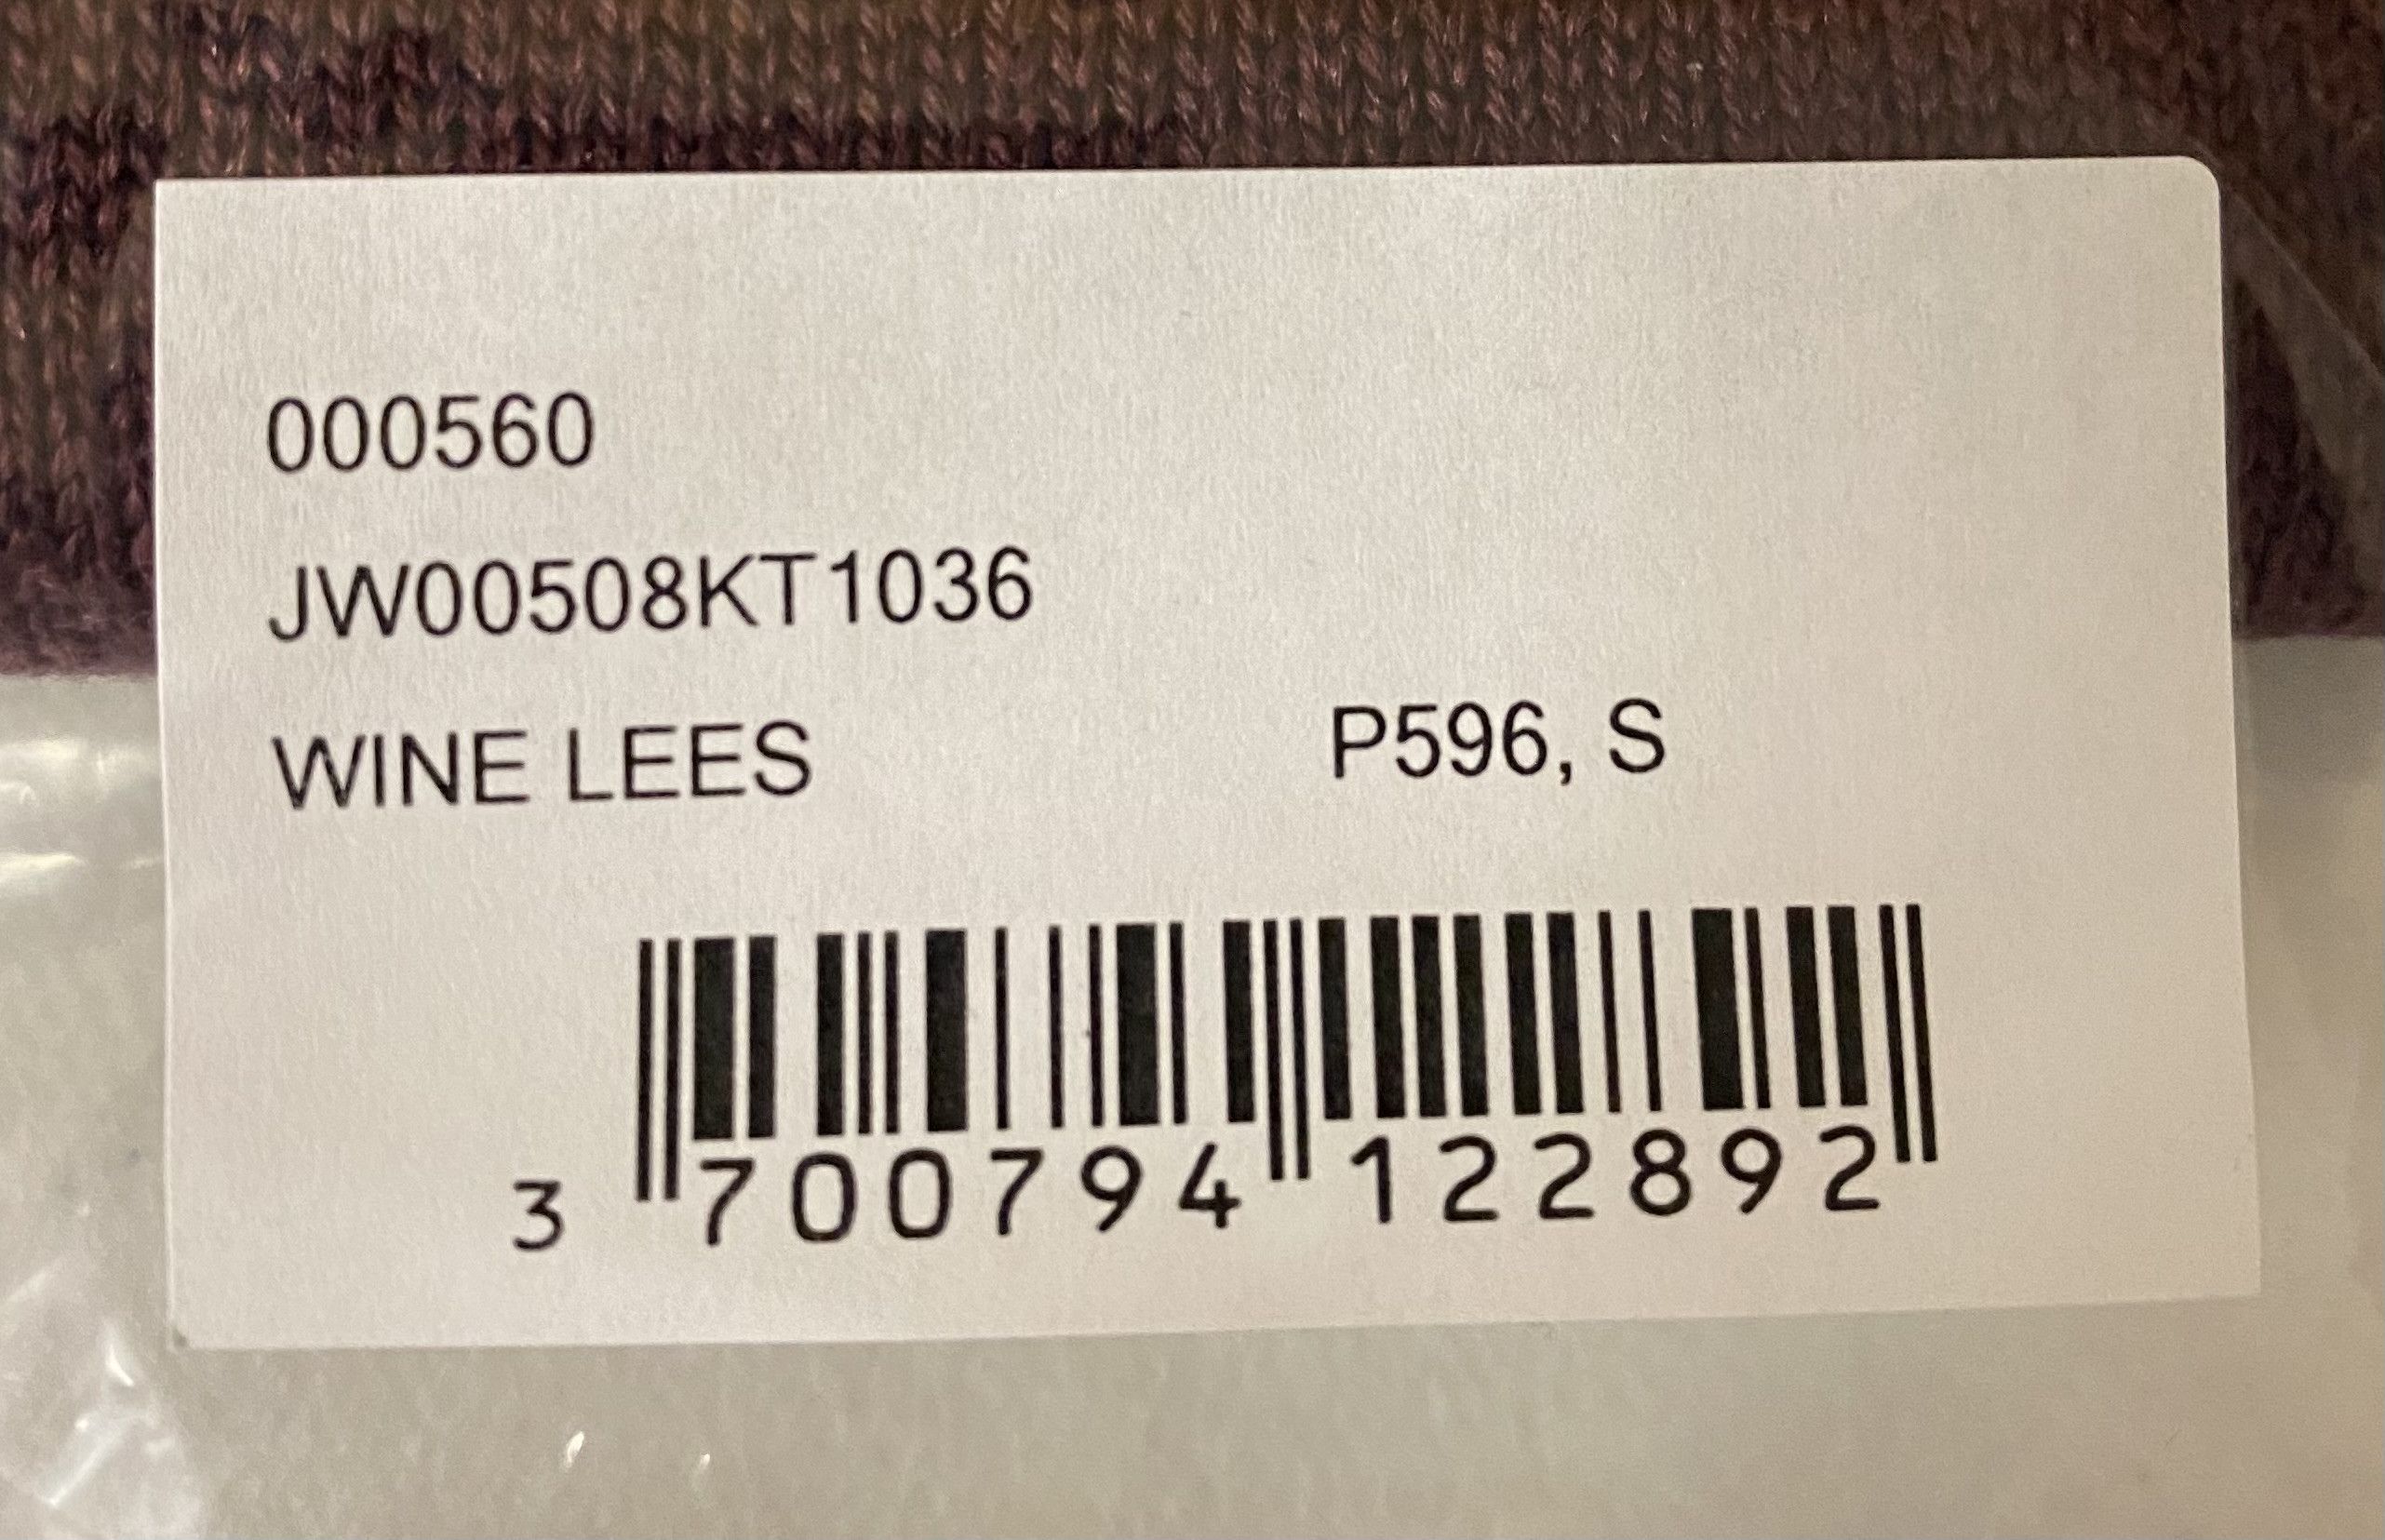 000560
JW00508KT1036
WINE LEES P596, S
3 700794 122892